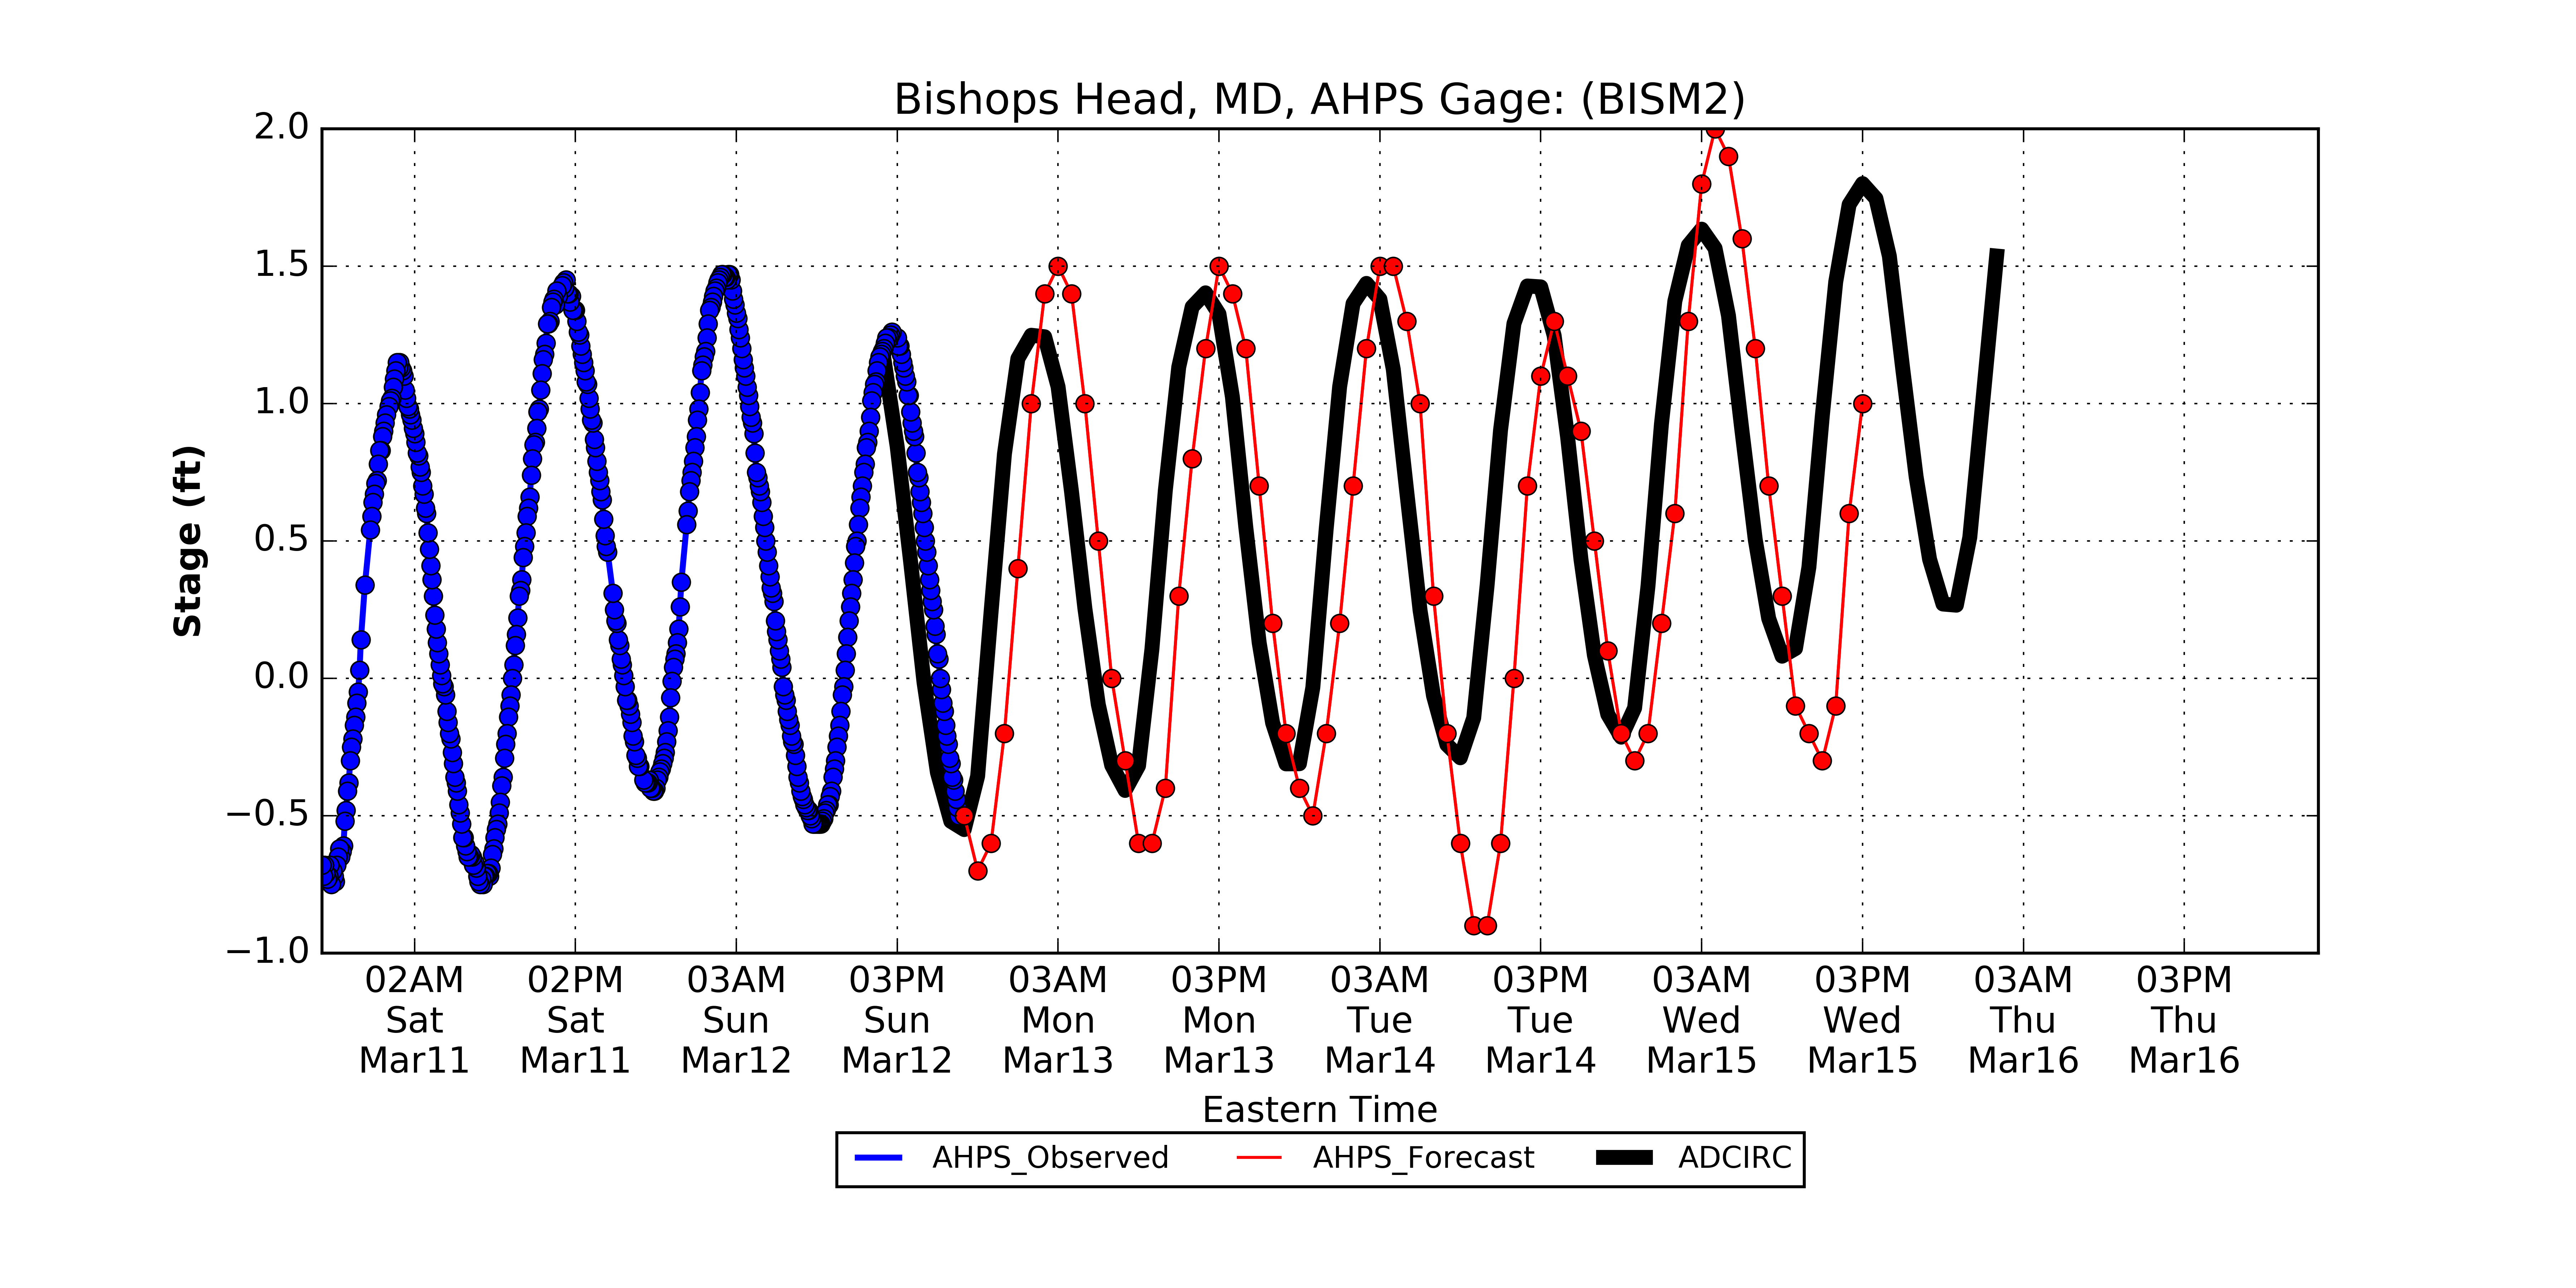 Bishops Head, MD, AHPS Gage: (BISM2)
2.0
1.5
1.0
0.5
0.0
−0.5
−1.0
Stage (ft)
02AM 02PM 03AM 03PM 03AM 03PM 03AM 03PM 03AM 03PM 03AM 03PM
Sat Sat Sun Sun Mon Mon Tue Tue Wed Wed Thu Thu
Mar11 Mar11 Mar12 Mar12 Mar13 Mar13 Mar14 Mar14 Mar15 Mar15 Mar16 Mar16
Eastern Time
AHPS_Observed AHPS_Forecast ADCIRC